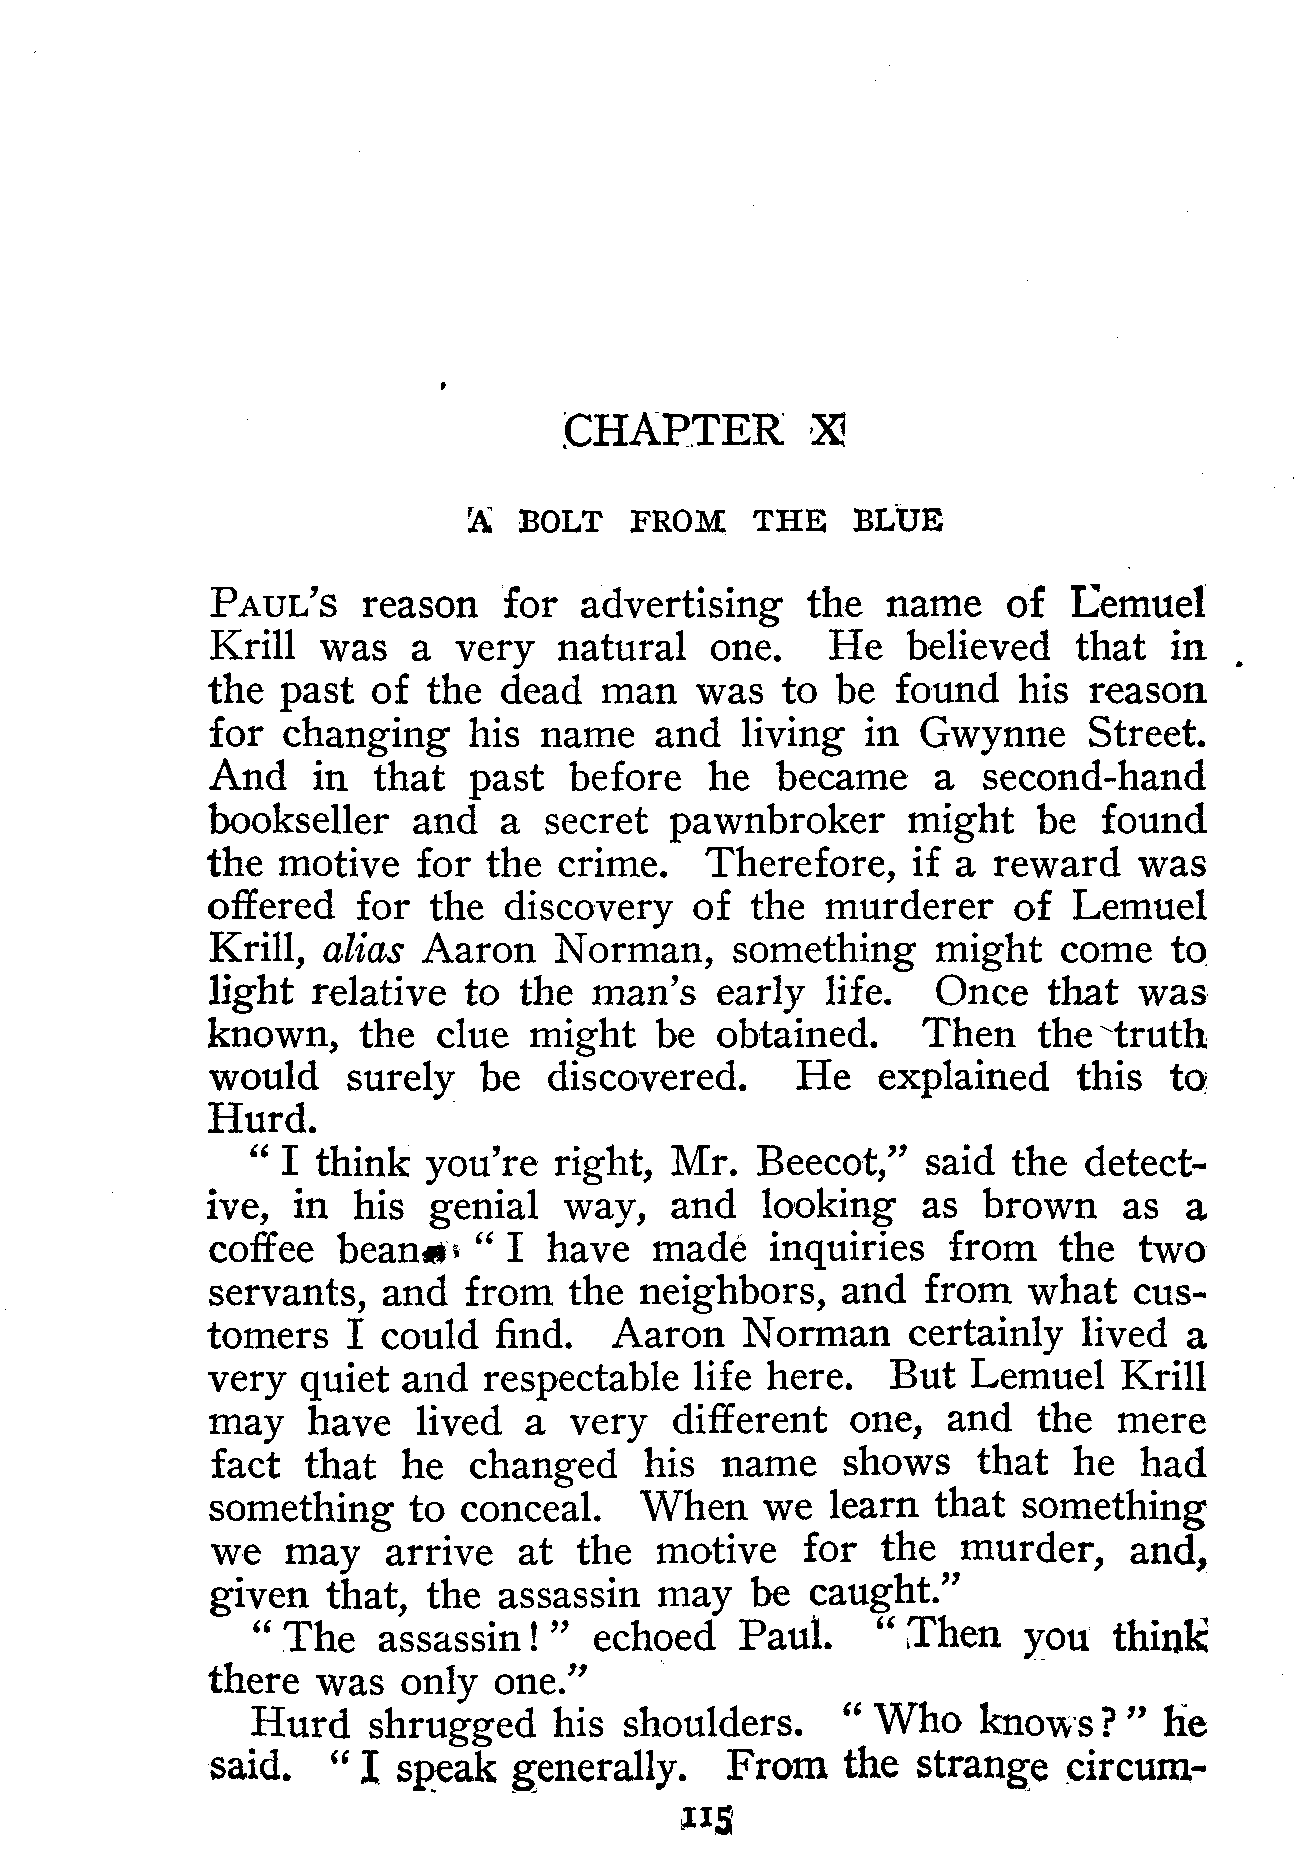 CHAPTER X
A BOLT FROM THE BLUE
PAUL'S reason for advertising the name of Lemuel
Krill was a very natural one. He believed that in
the past of the dead man was to be found his reason
for changing his name and living in Gwynne Street.
And in that past before he became a second-hand
bookseller and a secret pawnbroker might be found
the motive for the crime. Therefore, if a reward was
offered for the discovery of the murderer of Lemuel
Krill, alias Aaron Norman, something might come to
light relative to the man's early life. Once that was
known, the clue might be obtained. Then the truth
would surely be discovered. He explained this to
Hurd.
" I think you're right, Mr. Beecot," said the detect-
ive, in his genial way, and looking as brown as a
coffee bean. " I have made inquiries from the two
servants, and from the neighbors, and from what cus-
tomers I could find. Aaron Norman certainly lived a
very quiet and respectable life here. But Lemuel Krill
may have lived a very different one, and the mere
fact that he changed his name shows that he had
something to conceal. When we learn that something
we may arrive at the motive for the murder, and,
given that, the assassin may be caught."
" The assassin! " echoed Paul. " Then you think
there was only one."
Hurd shrugged his shoulders. " Who knows? " he
said. " I speak generally. From the strange circum-
115